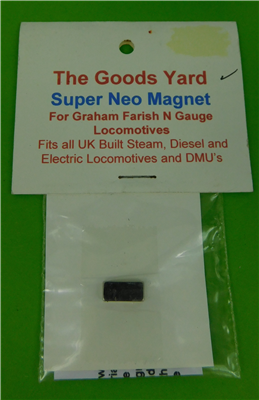 The Goods Yard
Super Neo Magnet
For Graham Farish N Gauge
Locomotives
Fits all UK Built Steam, Diesel and
Electric Locomotives and DMU's